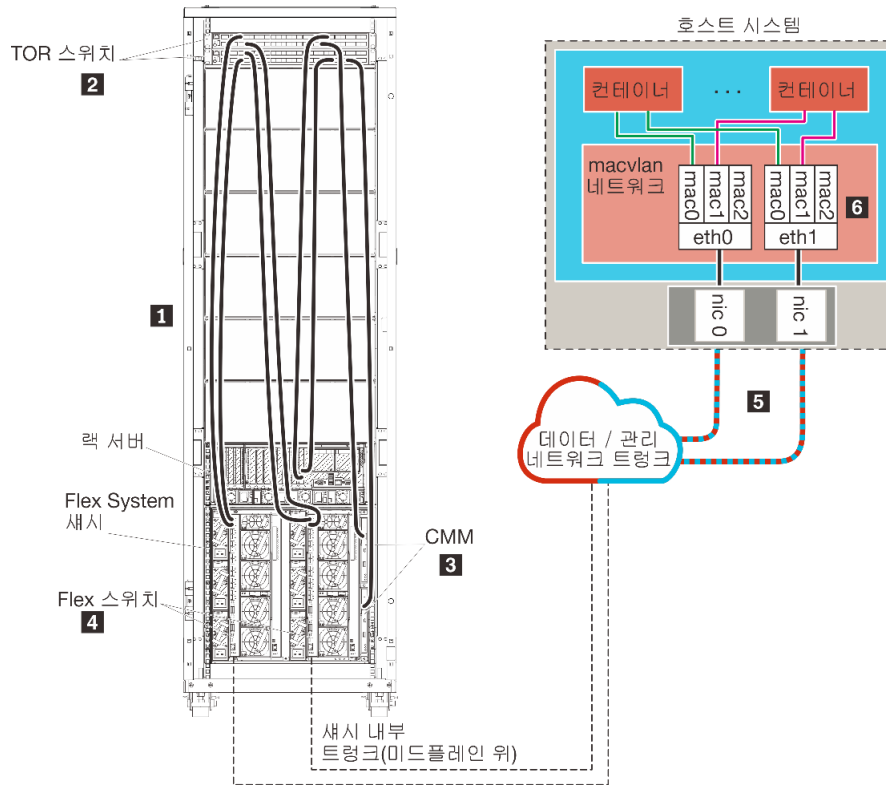 TOR 스위치
2
1
랙 서버
Flex System
섀시
Flex 스위치
4
CMM
3
섀시 내부
트렁크(미드플레인 위)
호스트 시스템
컨테이너
...
컨테이너
macvlan
네트워크
mac0
mac1
mac2
eth0
mac0
mac1
mac2
eth1
6
nic 0
nic 1
5
데이터 / 관리
네트워크 트렁크